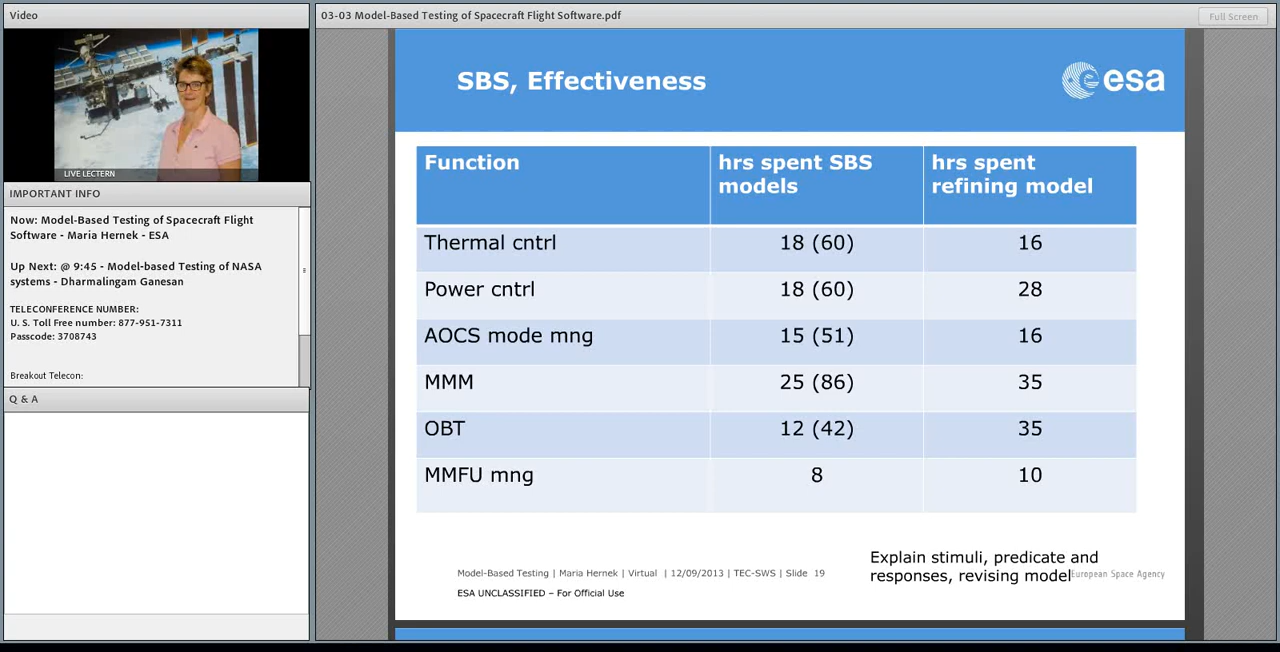 Video
LIVE LECTERN
IMPORTANT INFO
Now: Model-Based Testing of Spacecraft Flight
Software - Maria Hernek - ESA
Up Next: @ 9:45 - Model-based Testing of NASA
systems - Dharmalingam Ganesan
TELECONFERENCE NUMBER:
U. S. Toll Free number: 877-951-7311
Passcode: 3708743
Breakout Telecon:
Q & A
03-03 Model-Based Testing of Spacecraft Flight Software.pdf
Full Screen
SBS, Effectiveness
esa
Function hrs spent SBS models hrs spent refining model
Thermal cntrl 18 (60) 16
Power cntrl 18 (60) 28
AOCS mode mng 15 (51) 16
MMM 25 (86) 35
OBT 12 (42) 35
MMFU mng 8 10
Explain stimuli, predicate and
responses, revising model
Model-Based Testing | Maria Hernek | Virtual | 12/09/2013 | TEC-SWS | Slide 19
European Space Agency
ESA UNCLASSIFIED – For Official Use